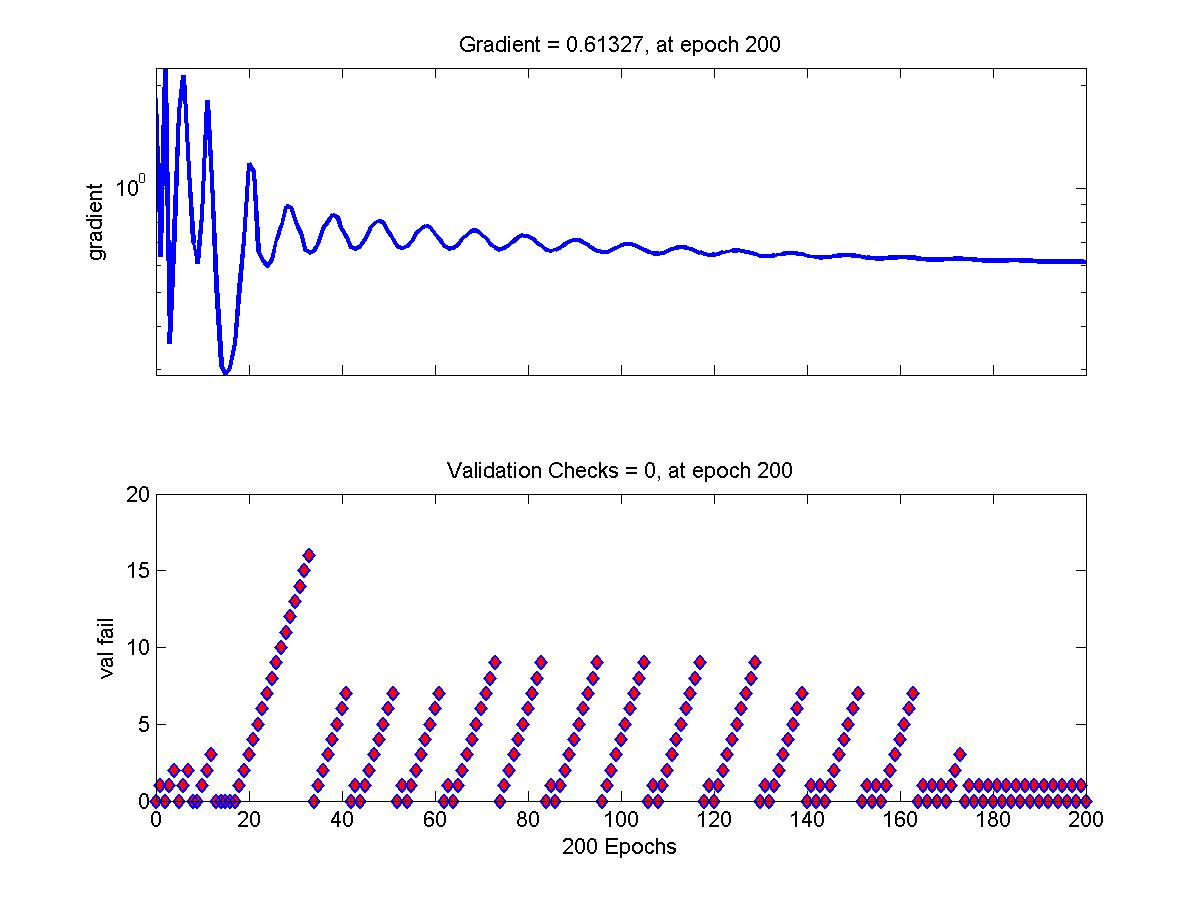 Gradient = 0.61327, at epoch 200
10^0
gradient
Validation Checks = 0, at epoch 200
20
15
10
5
0
val fail
0 20 40 60 80 100 120 140 160 180 200
200 Epochs